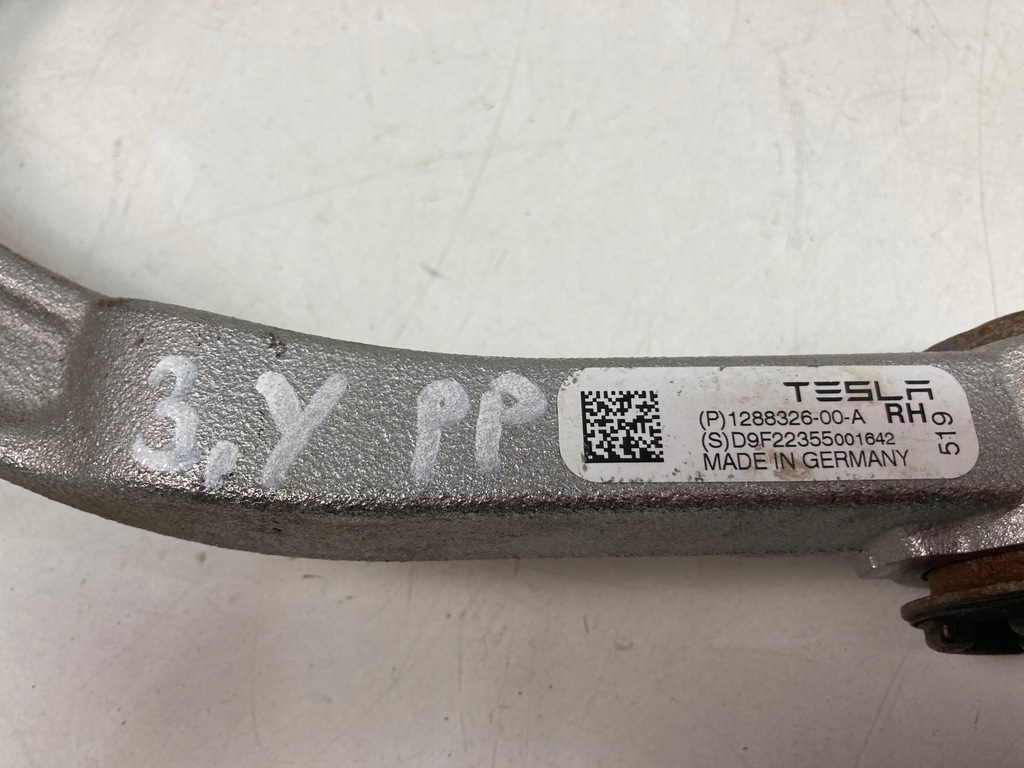 3.Y PP
TESLA
(P)1288326-00-A RH
(S)D9F22355001642
MADE IN GERMANY
519